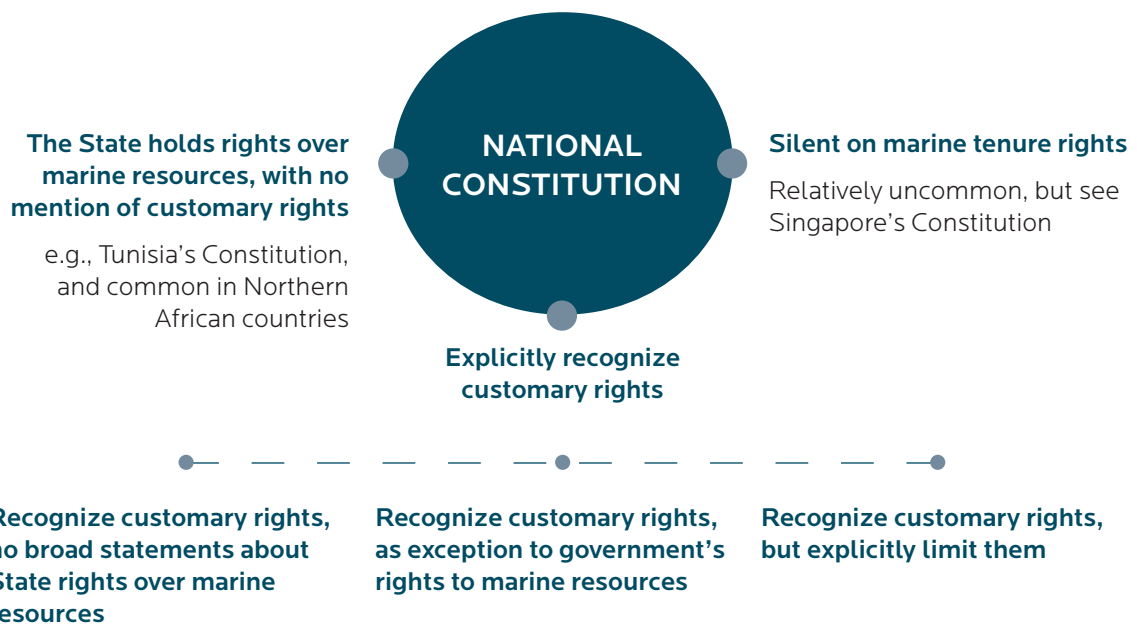 NATIONAL
CONSTITUTION
The State holds rights over
marine resources, with no
mention of customary rights
e.g., Tunisia's Constitution,
and common in Northern
African countries
Silent on marine tenure rights
Relatively uncommon, but see
Singapore's Constitution
Explicitly recognize
customary rights
Recognize customary rights,
no broad statements about
State rights over marine
resources
Recognize customary rights,
as exception to government's
rights to marine resources
Recognize customary rights,
but explicitly limit them